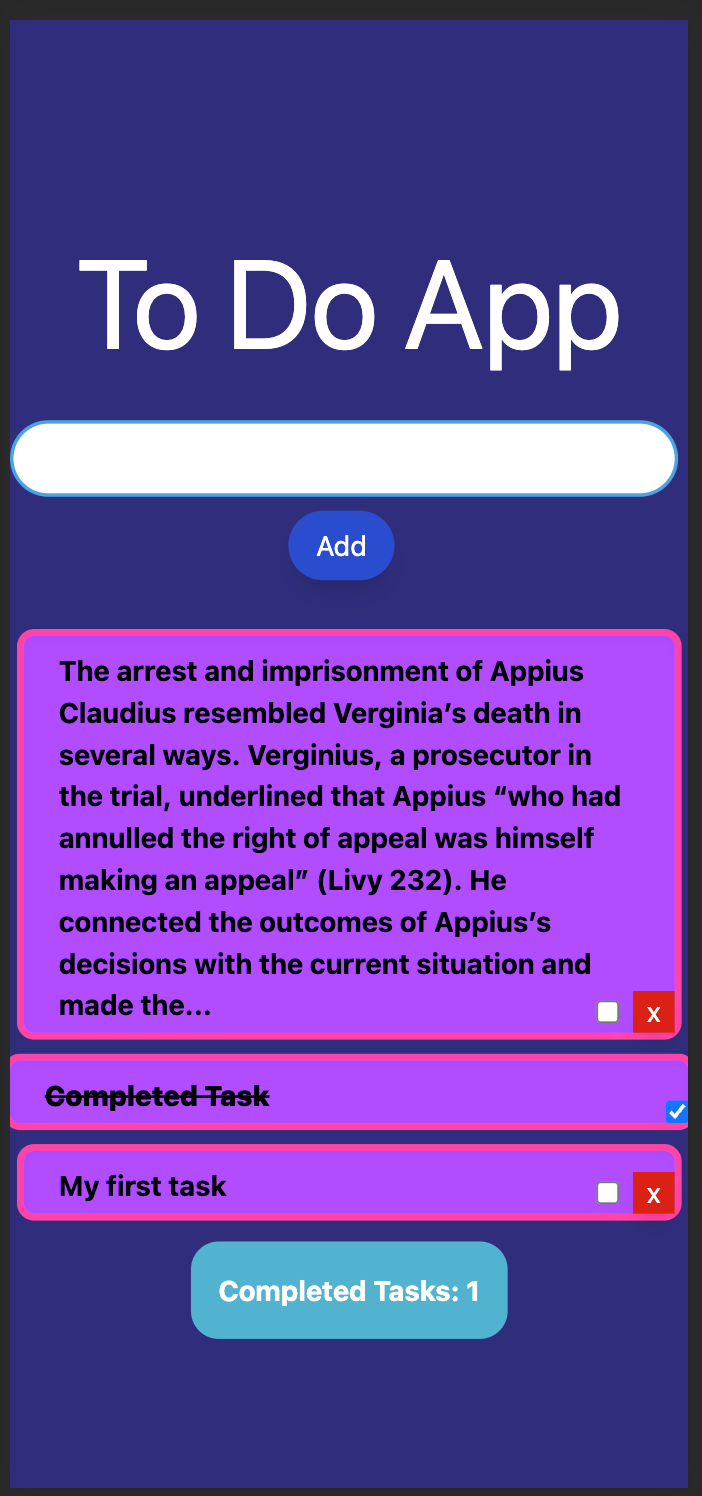 To Do App
Add
The arrest and imprisonment of Appius
Claudius resembled Verginia’s death in
several ways. Verginius, a prosecutor in
the trial, underlined that Appius “who had
annulled the right of appeal was himself
making an appeal” (Livy 232). He
connected the outcomes of Appius’s
decisions with the current situation and
made the...
x
Completed Task
My first task
x
Completed Tasks: 1